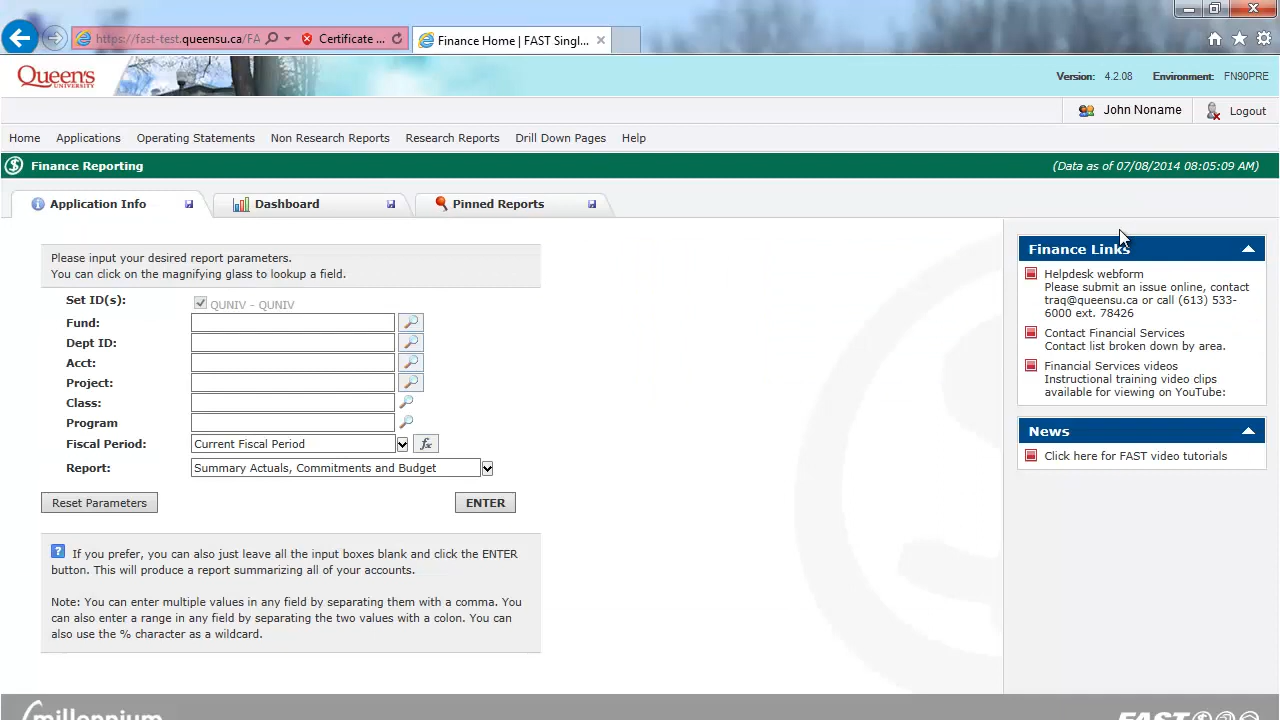 https://fast-test.queensu.ca/FA
Certificate ...
Finance Home | FAST Singl...
Queen's
UNIVERSITY
Version: 4.2.08 Environment: FN90PRE
John Noname Logout
Home Applications Operating Statements Non Research Reports Research Reports Drill Down Pages Help
Finance Reporting (Data as of 07/08/2014 08:05:09 AM)
Application Info Dashboard Pinned Reports
Please input your desired report parameters.
You can click on the magnifying glass to lookup a field.
Set ID(s): QUNIV - QUNIV
Fund:
Dept ID:
Acct:
Project:
Class:
Program
Fiscal Period: Current Fiscal Period fx
Report: Summary Actuals, Commitments and Budget
Reset Parameters ENTER
If you prefer, you can also just leave all the input boxes blank and click the ENTER
button. This will produce a report summarizing all of your accounts.
Note: You can enter multiple values in any field by separating them with a comma. You
can also enter a range in any field by separating the two values with a colon. You can
also use the % character as a wildcard.
Finance Links
Helpdesk webform
Please submit an issue online, contact
traq@queensu.ca or call (613) 533-
6000 ext. 78426
Contact Financial Services
Contact list broken down by area.
Financial Services videos
Instructional training video clips
available for viewing on YouTube:
News
Click here for FAST video tutorials
millennium
FAST